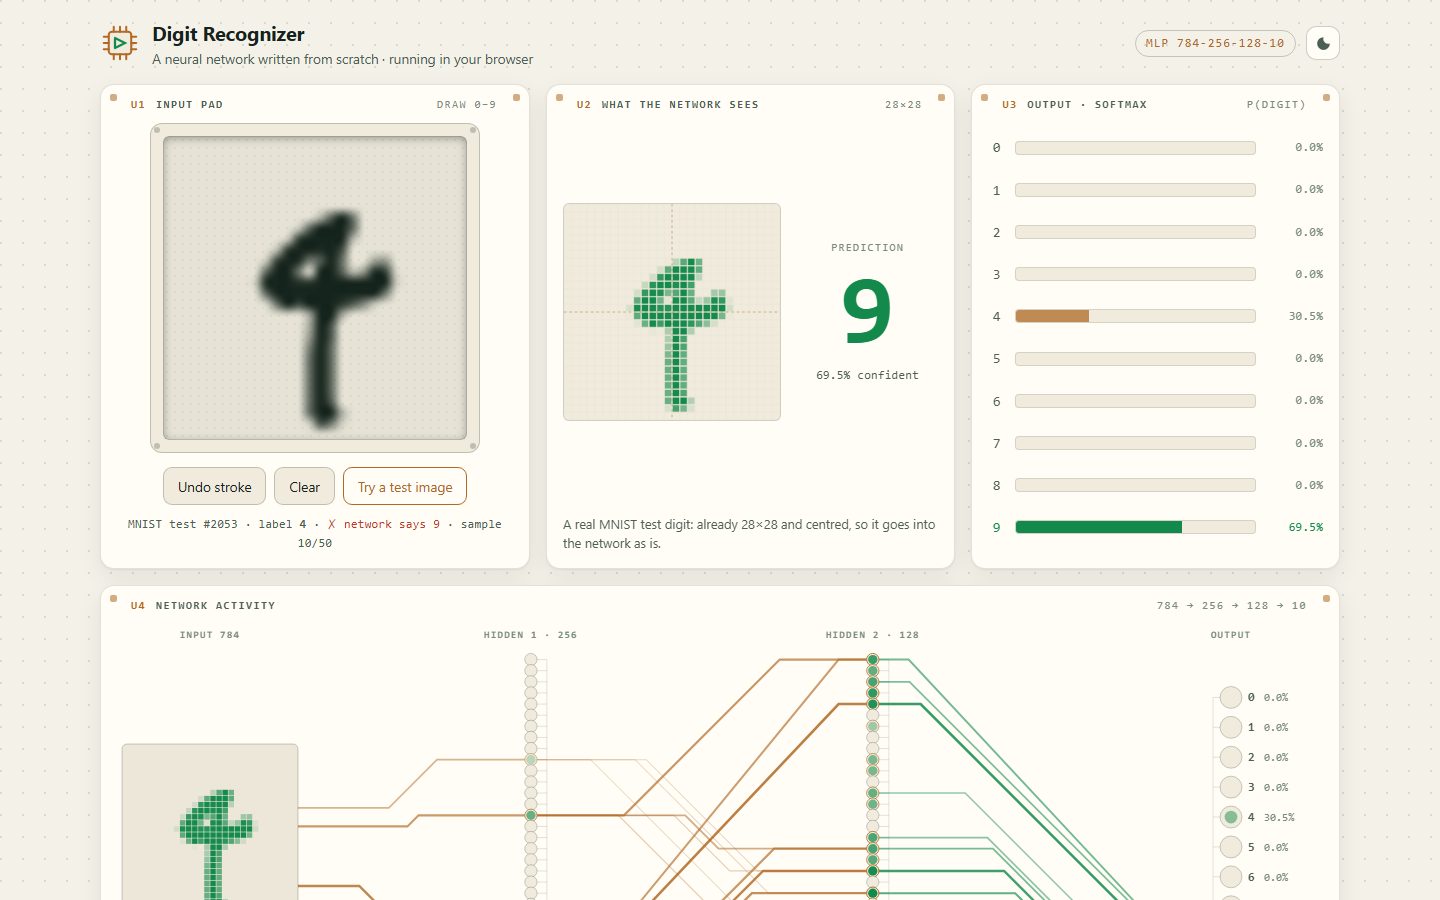 Digit Recognizer
A neural network written from scratch · running in your browser
MLP 784-256-128-10
U1 INPUT PAD
DRAW 0–9
4
Undo stroke
Clear
Try a test image
MNIST test #2053 · label 4 · ✗ network says 9 · sample
10/50
U2 WHAT THE NETWORK SEES
28×28
4
PREDICTION
9
69.5% confident
A real MNIST test digit: already 28×28 and centred, so it goes into
the network as is.
U3 OUTPUT · SOFTMAX
P(DIGIT)
0 0.0%
1 0.0%
2 0.0%
3 0.0%
4 30.5%
5 0.0%
6 0.0%
7 0.0%
8 0.0%
9 69.5%
U4 NETWORK ACTIVITY
784 → 256 → 128 → 10
INPUT 784
HIDDEN 1 · 256
HIDDEN 2 · 128
OUTPUT
4
0 0.0%
1 0.0%
2 0.0%
3 0.0%
4 30.5%
5 0.0%
6 0.0%